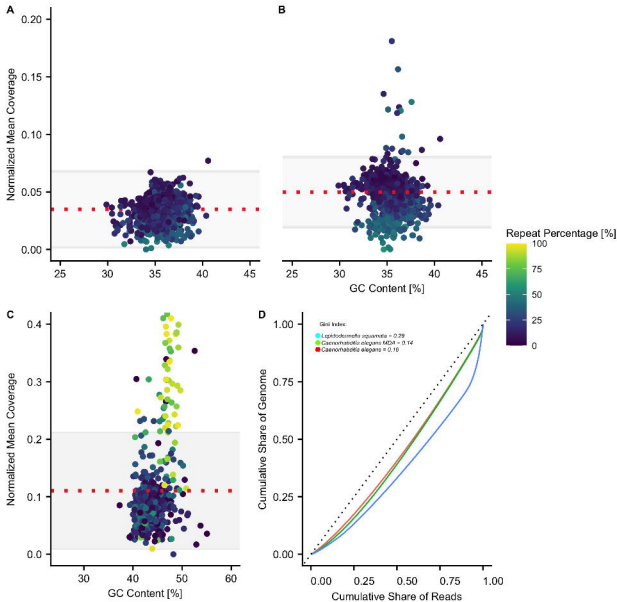 A
B
0.20
0.15
0.10
0.05
0.00
Normalized Mean Coverage
25 30 35 40 45
GC Content [%]
25 30 35 40 45
GC Content [%]
Repeat Percentage [%]
100
75
50
25
0
C
0.4
0.3
0.2
0.1
0.0
Normalized Mean Coverage
30 40 50 60
GC Content [%]
D
Gini Index:
Lepidodermella squamata = 0.29
Caenorhabditis elegans MDA = 0.14
Caenorhabditis elegans = 0.16
1.00
0.75
0.50
0.25
0.00
Cumulative Share of Genome
0.00 0.25 0.50 0.75 1.00
Cumulative Share of Reads